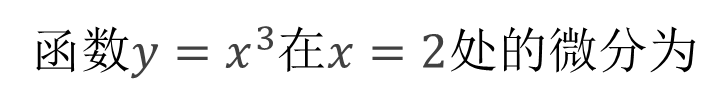 函数y = x³在x = 2处的微分为